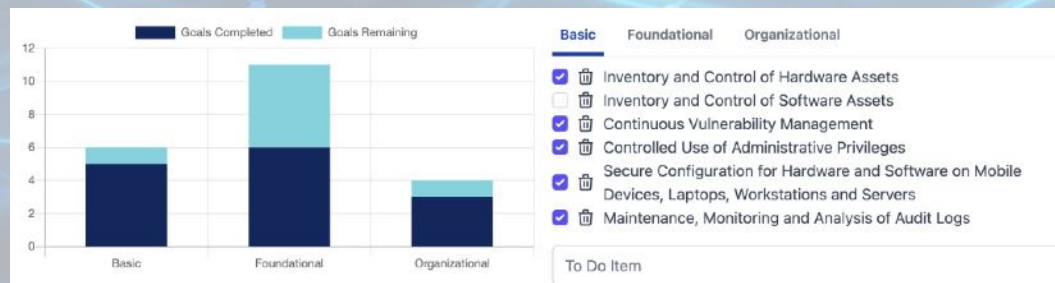 Goals Completed Goals Remaining
12
10
8
6
4
2
0
Basic Foundational Organizational
Basic Foundational Organizational
Inventory and Control of Hardware Assets
Inventory and Control of Software Assets
Continuous Vulnerability Management
Controlled Use of Administrative Privileges
Secure Configuration for Hardware and Software on Mobile
Devices, Laptops, Workstations and Servers
Maintenance, Monitoring and Analysis of Audit Logs
To Do Item